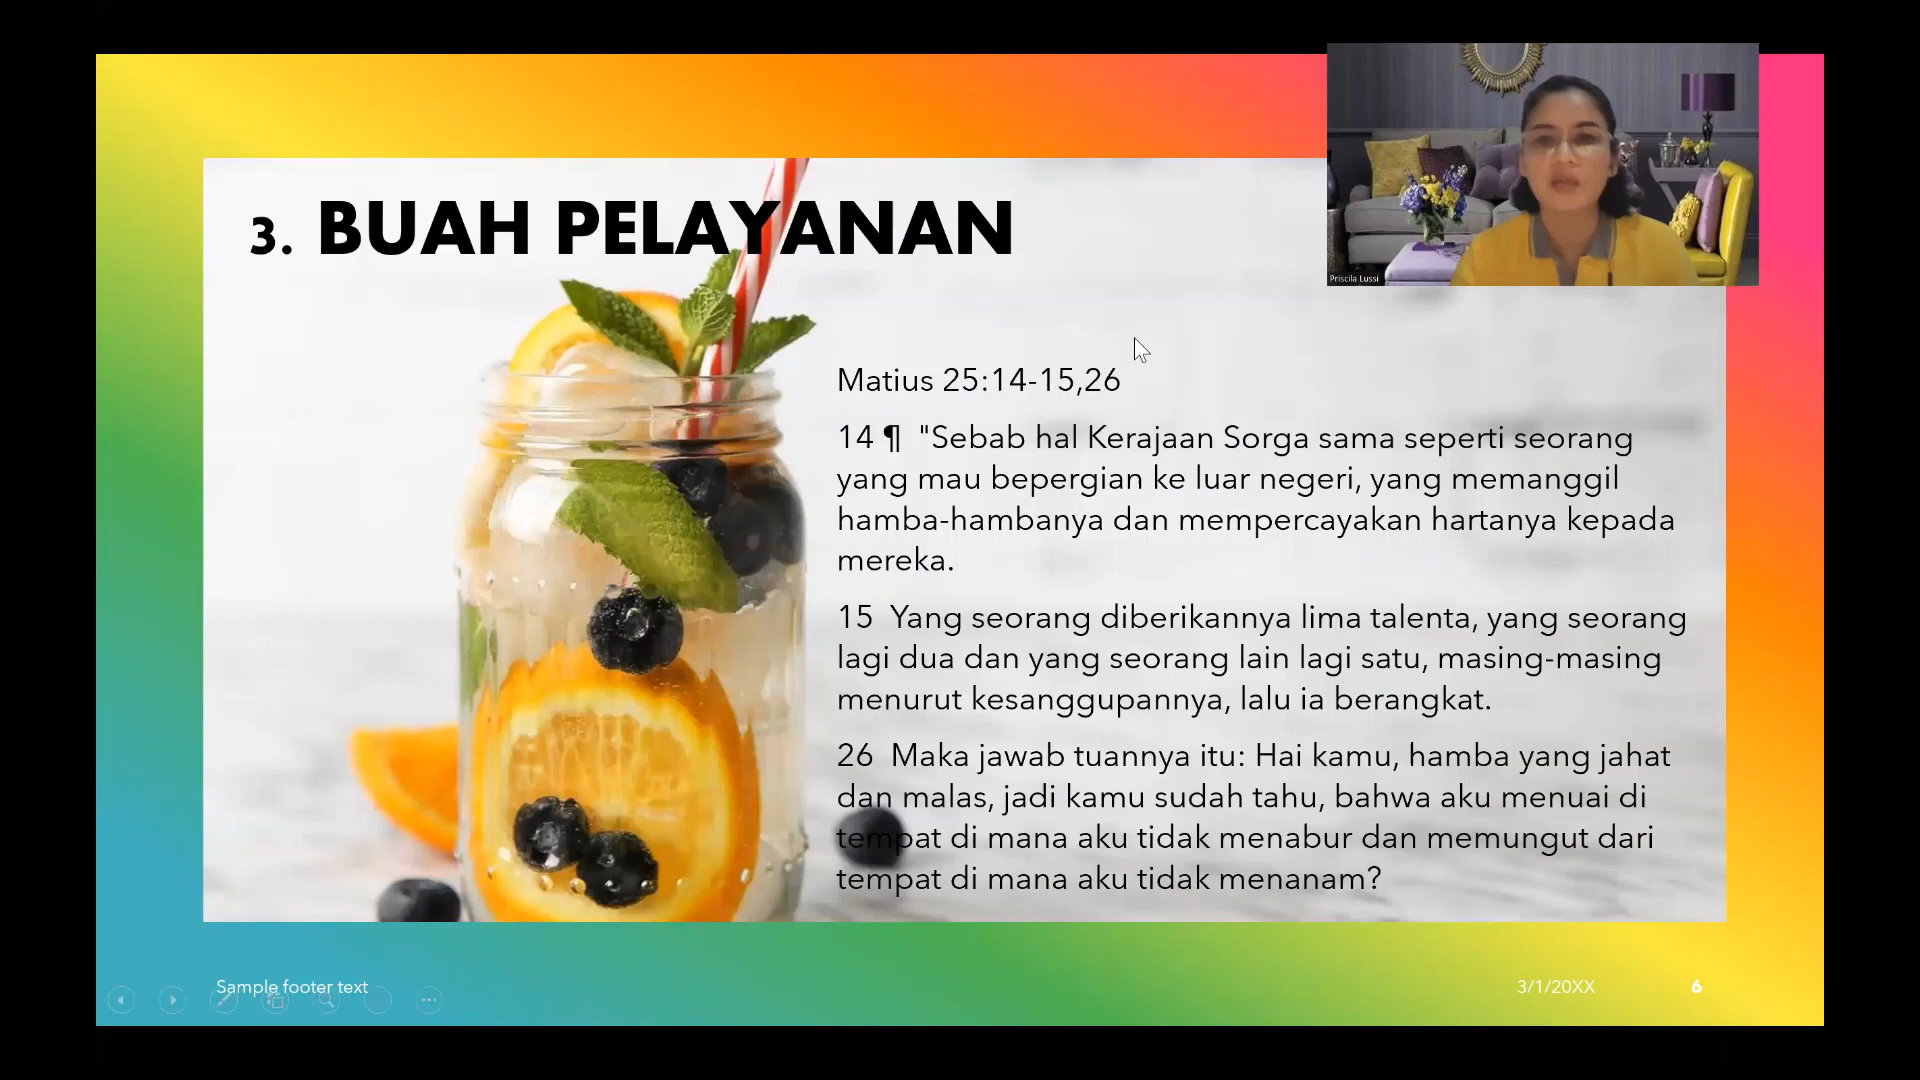 3. BUAH PELAYANAN
Priscila Lussi
Matius 25:14-15,26
14 ¶ "Sebab hal Kerajaan Sorga sama seperti seorang
yang mau bepergian ke luar negeri, yang memanggil
hamba-hambanya dan mempercayakan hartanya kepada
mereka.
15 Yang seorang diberikannya lima talenta, yang seorang
lagi dua dan yang seorang lain lagi satu, masing-masing
menurut kesanggupannya, lalu ia berangkat.
26 Maka jawab tuannya itu: Hai kamu, hamba yang jahat
dan malas, jadi kamu sudah tahu, bahwa aku menuai di
tempat di mana aku tidak menabur dan memungut dari
tempat di mana aku tidak menanam?
Sample footer text
3/1/20XX
6